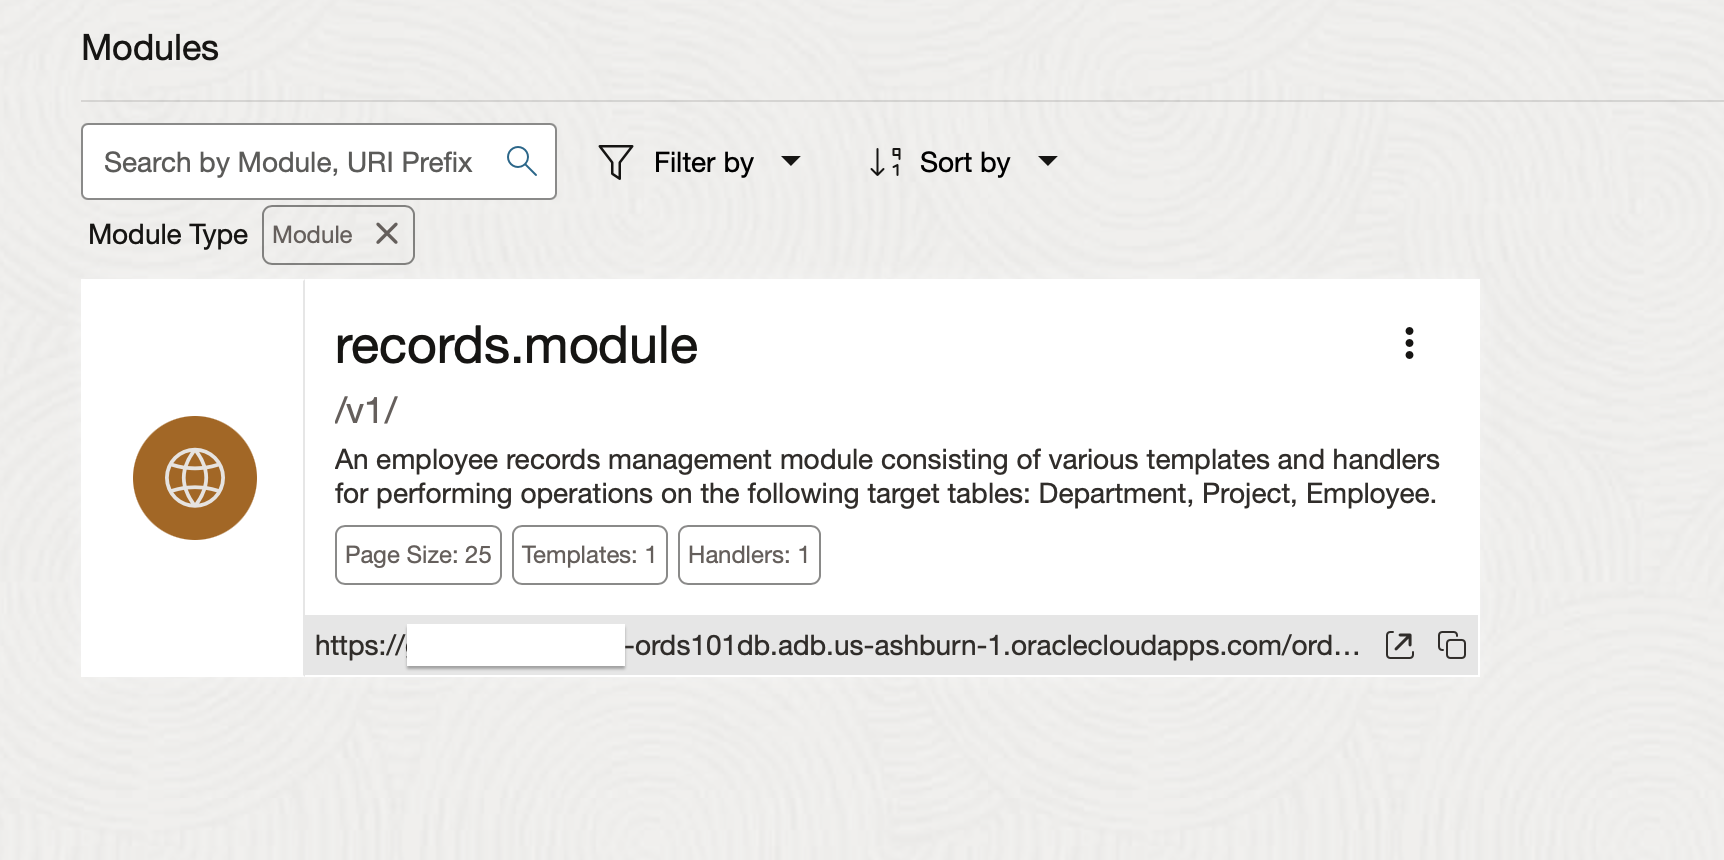 Modules
Search by Module, URI Prefix
Filter by
Sort by
Module Type
Module
records.module
/v1/
An employee records management module consisting of various templates and handlers
for performing operations on the following target tables: Department, Project, Employee.
Page Size: 25
Templates: 1
Handlers: 1
https:// -ords101db.adb.us-ashburn-1.oraclecloudapps.com/ord...